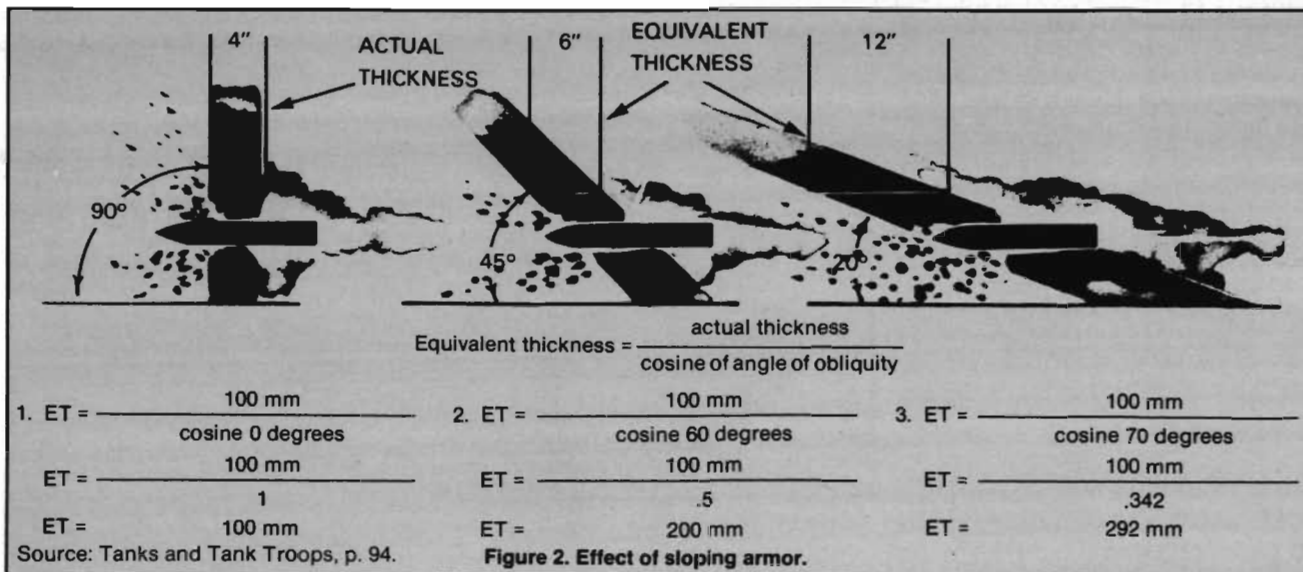 4″ ACTUAL THICKNESS 6″ EQUIVALENT THICKNESS 12″
90°
45°
20°
Equivalent thickness = actual thickness
cosine of angle of obliquity
1. ET = 100 mm
cosine 0 degrees
ET = 100 mm
1
ET = 100 mm
2. ET = 100 mm
cosine 60 degrees
ET = 100 mm
.5
ET = 200 mm
3. ET = 100 mm
cosine 70 degrees
ET = 100 mm
.342
ET = 292 mm
Source: Tanks and Tank Troops, p. 94.
Figure 2. Effect of sloping armor.